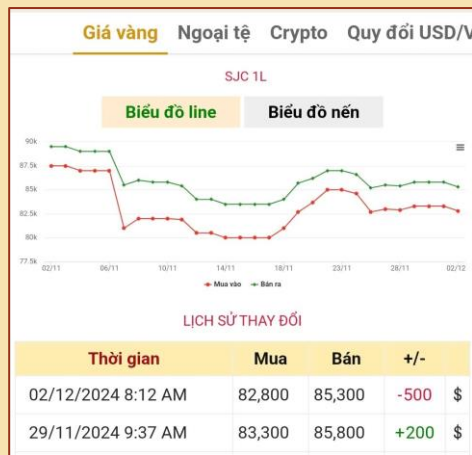 Giá vàng Ngoại tệ Crypto Quy đổi USD/V
SJC 1L
Biểu đồ line Biểu đồ nến
90k
87.5k
85k
82.5k
80k
77.5k
02/11 06/11 10/11 14/11 18/11 23/11 28/11 02/12
Mua vào Bán ra
LỊCH SỬ THAY ĐỔI
Thời gian Mua Bán +/-
02/12/2024 8:12 AM 82,800 85,300 -500 $
29/11/2024 9:37 AM 83,300 85,800 +200 $